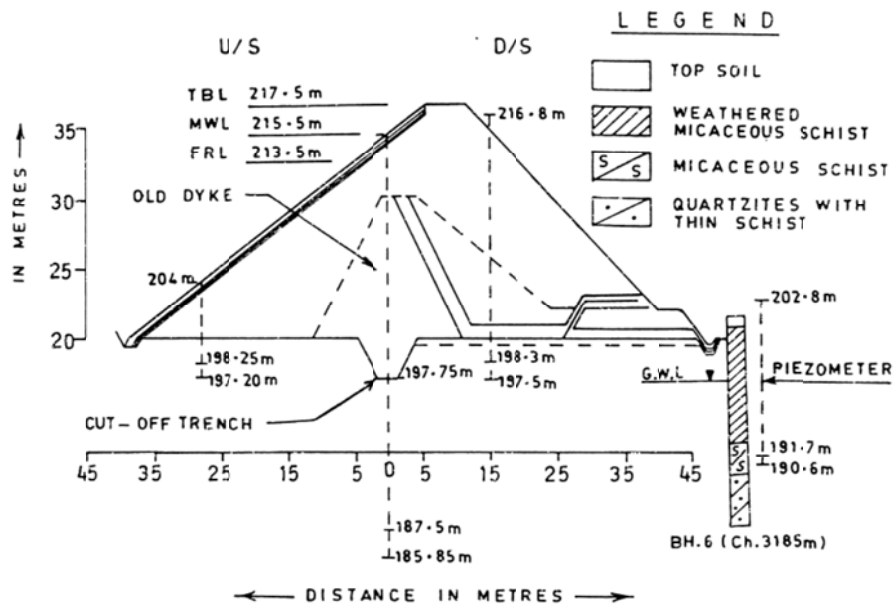 L E G E N D
U/S
D/S
TOP SOIL
WEATHERED
MICACEOUS SCHIST
S
S
MICACEOUS SCHIST
QUARTZITES WITH
THIN SCHIST
TBL 217·5 m
MWL 215·5 m
FRL 213·5 m
216·8 m
OLD DYKE
IN METRES
35
30
25
20
204 m
202·8 m
198·25 m
197·20 m
197·75 m
198·3 m
197·5 m
G.W.L
PIEZOMETER
CUT-OFF TRENCH
191·7 m
190·6 m
S
S
45 35 25 15 5 0 5 15 25 35 45
187·5 m
185·85 m
BH.6 (Ch.3185m)
DISTANCE IN METRES